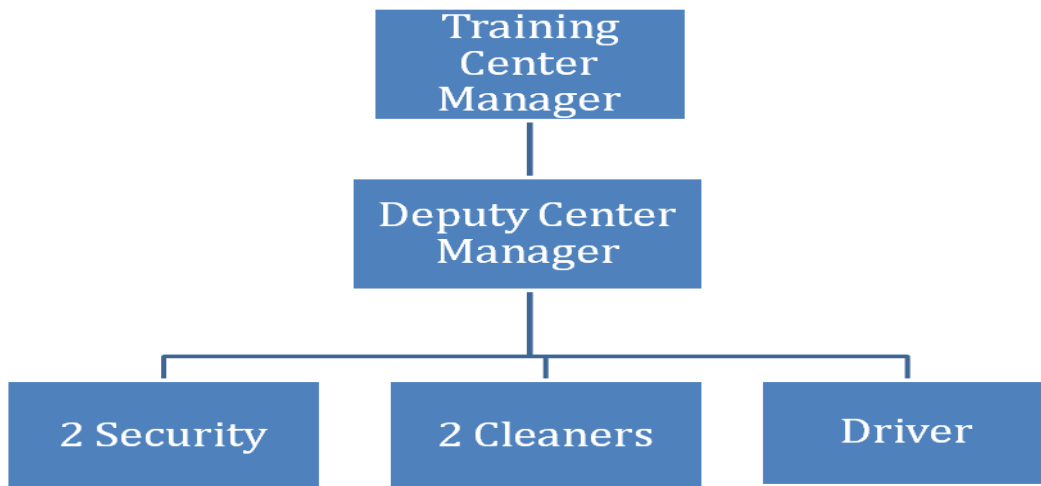 Training
Center
Manager
Deputy Center
Manager
2 Security
2 Cleaners
Driver